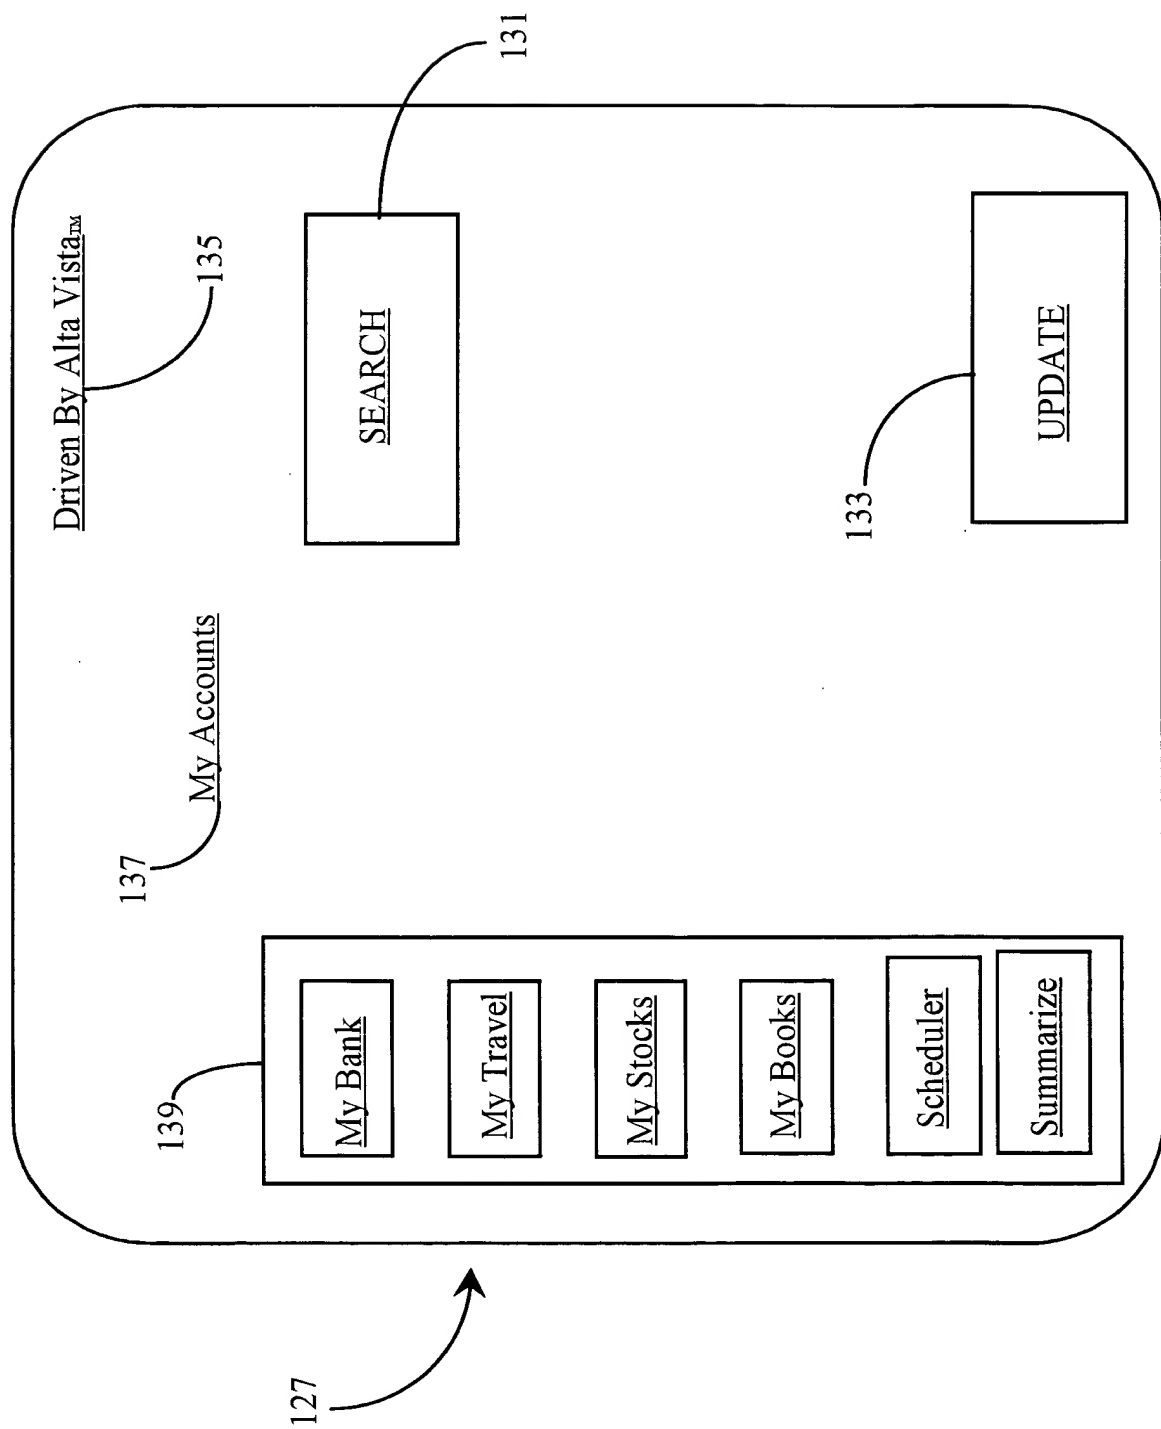 Driven By Alta Vista™
135
My Accounts
137
139
My Bank
My Travel
My Stocks
My Books
Scheduler
Summarize
SEARCH
131
133
UPDATE
127